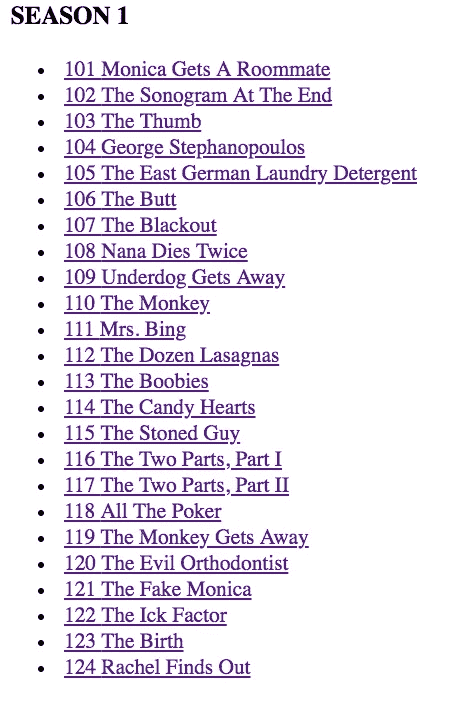 SEASON 1
101 Monica Gets A Roommate
102 The Sonogram At The End
103 The Thumb
104 George Stephanopoulos
105 The East German Laundry Detergent
106 The Butt
107 The Blackout
108 Nana Dies Twice
109 Underdog Gets Away
110 The Monkey
111 Mrs. Bing
112 The Dozen Lasagnas
113 The Boobies
114 The Candy Hearts
115 The Stoned Guy
116 The Two Parts, Part I
117 The Two Parts, Part II
118 All The Poker
119 The Monkey Gets Away
120 The Evil Orthodontist
121 The Fake Monica
122 The Ick Factor
123 The Birth
124 Rachel Finds Out